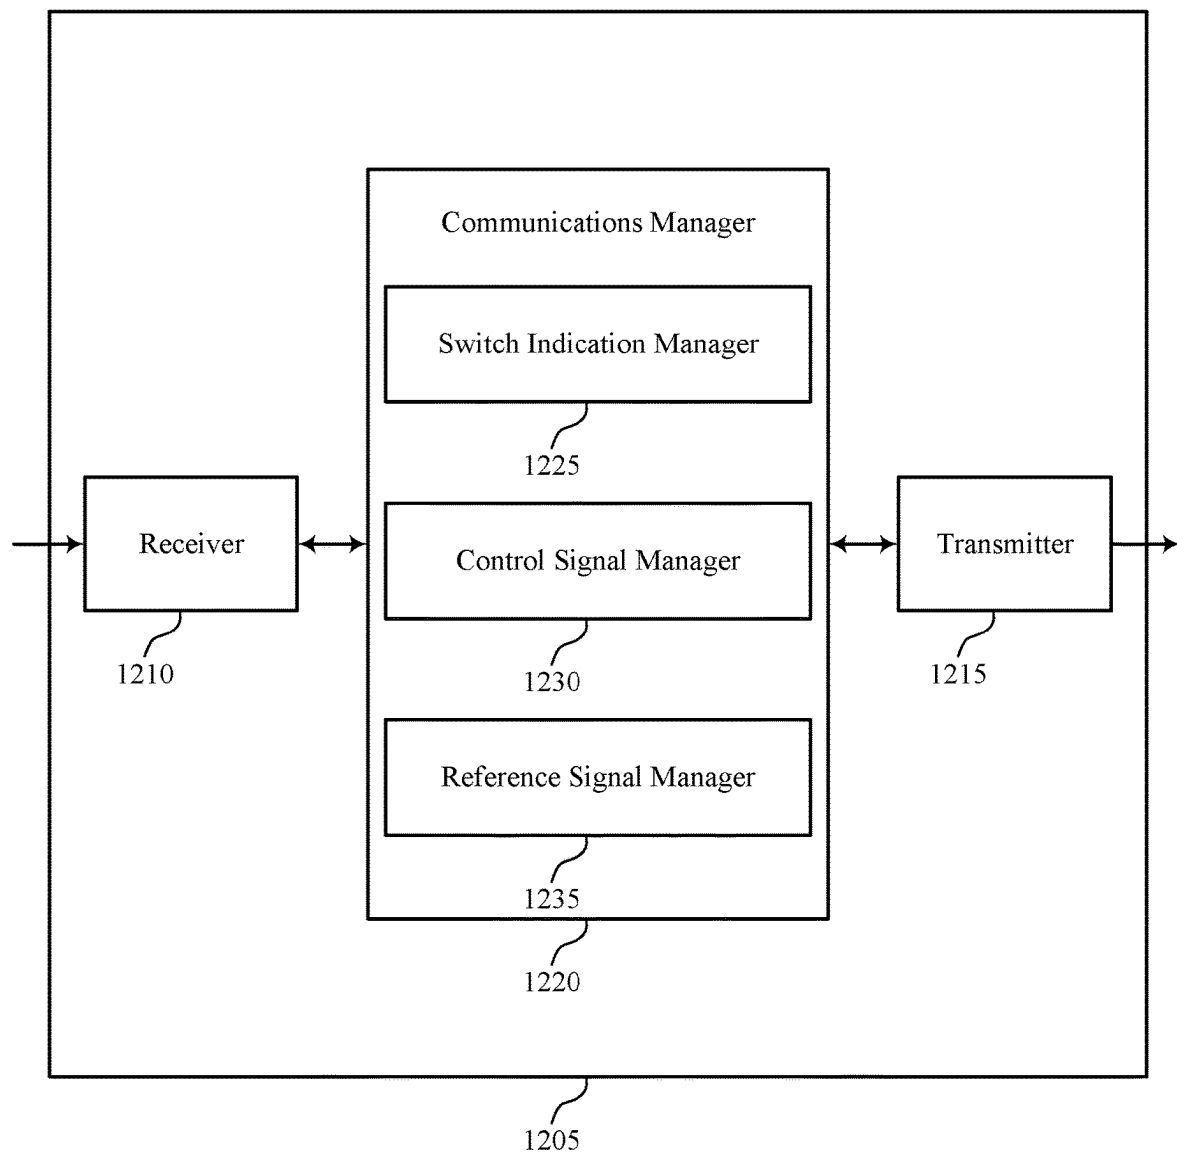 Communications Manager
Switch Indication Manager
1225
Receiver
Control Signal Manager
Transmitter
1210
1230
1215
Reference Signal Manager
1235
1220
1205